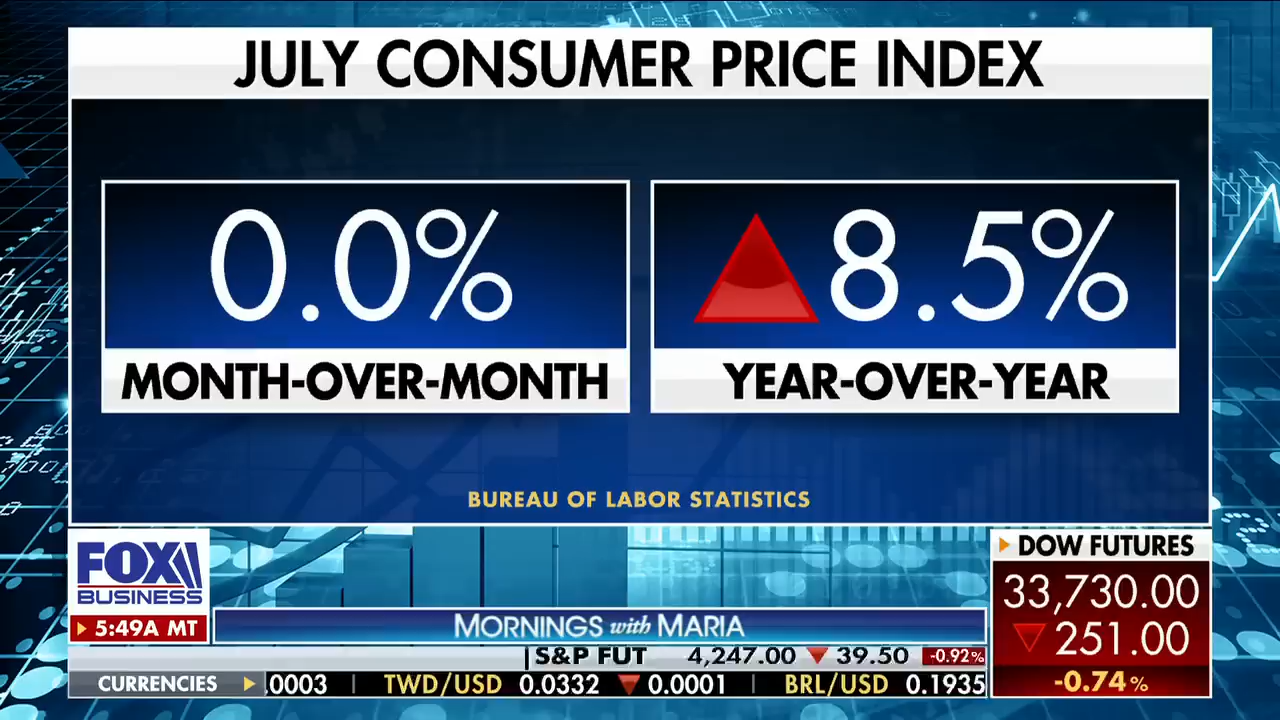 JULY CONSUMER PRICE INDEX
0.0%
MONTH-OVER-MONTH
8.5%
YEAR-OVER-YEAR
BUREAU OF LABOR STATISTICS
FOX
BUSINESS
5:49A MT
MORNINGS with MARIA
DOW FUTURES
33,730.00
251.00
-0.74%
S&P FUT 4,247.00 39.50 -0.92%
CURRENCIES .0003 TWD/USD 0.0332 0.0001 BRL/USD 0.1935